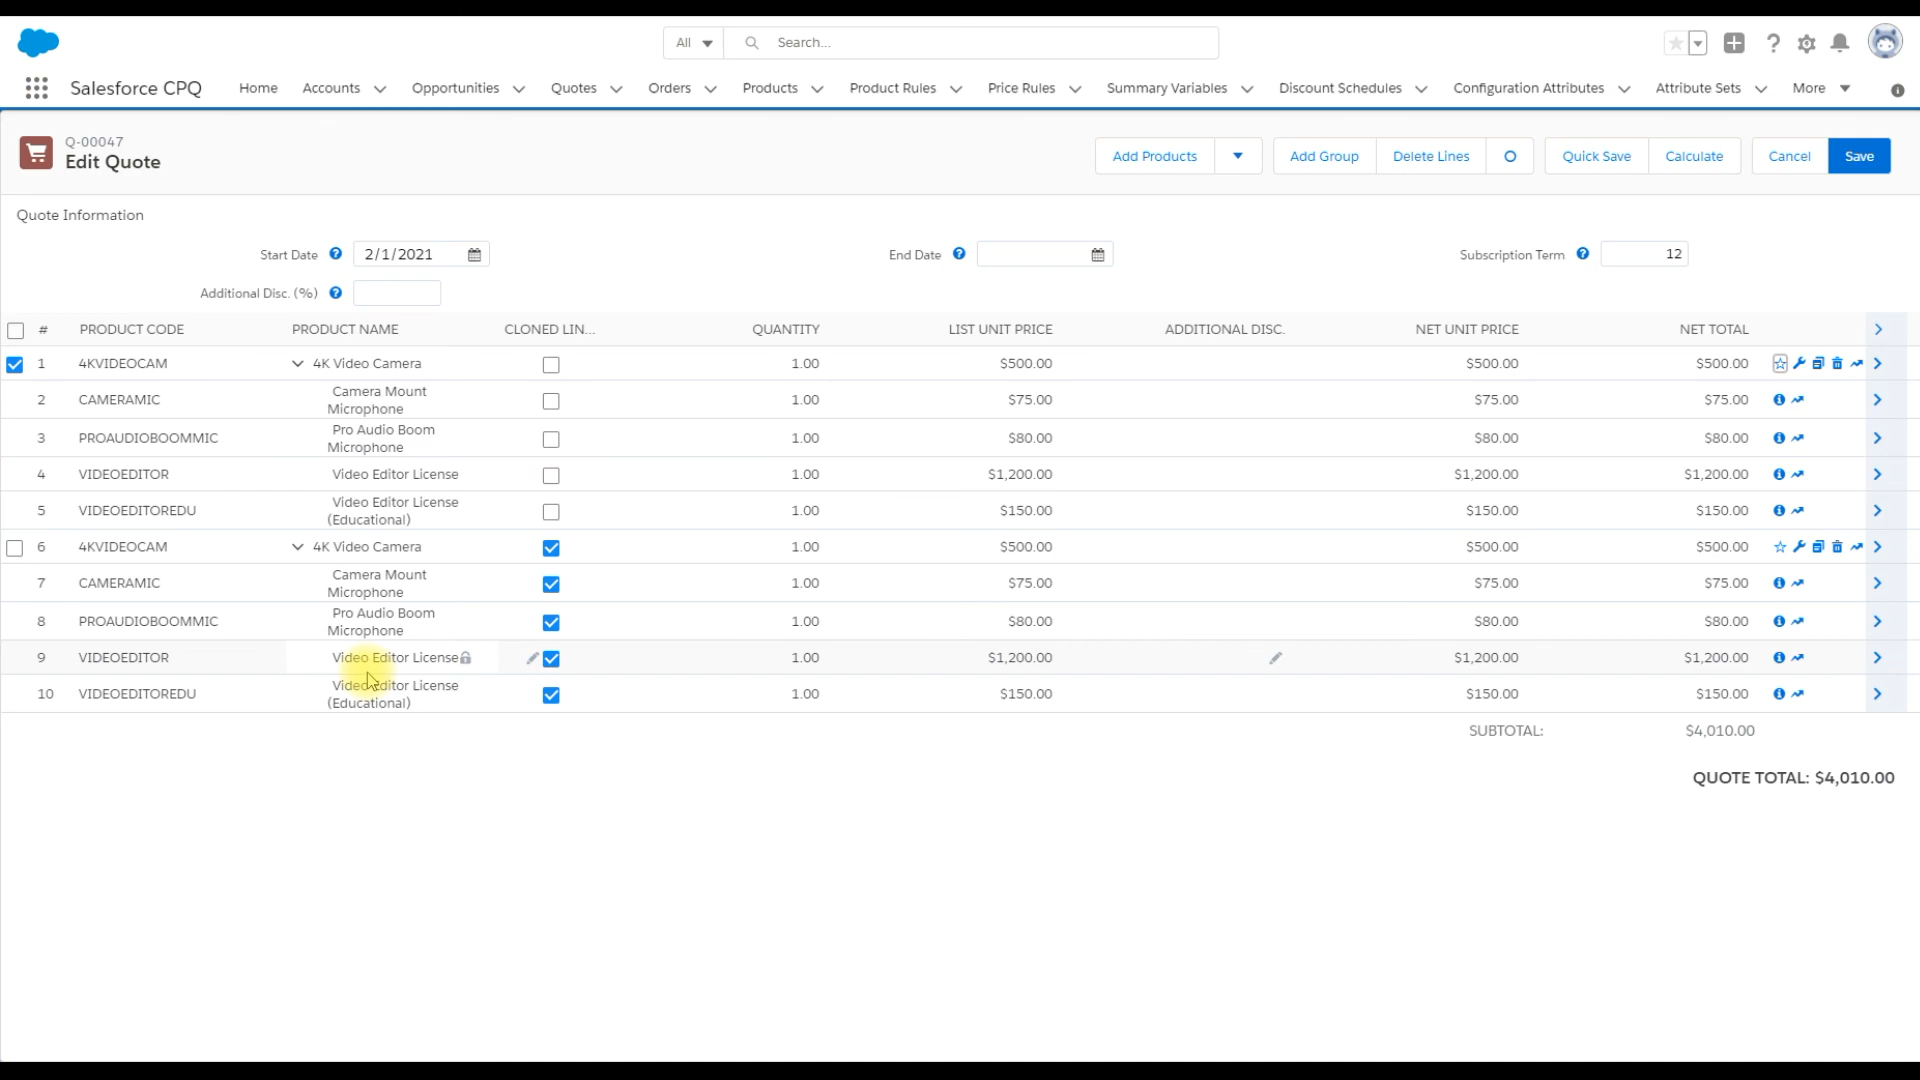 All Search...
Salesforce CPQ Home Accounts Opportunities Quotes Orders Products Product Rules Price Rules Summary Variables Discount Schedules Configuration Attributes Attribute Sets More
Q-00047
Edit Quote
Add Products Add Group Delete Lines Quick Save Calculate Cancel Save
Quote Information
Start Date 2/1/2021 End Date Subscription Term 12
Additional Disc. (%)
# PRODUCT CODE PRODUCT NAME CLONED LIN... QUANTITY LIST UNIT PRICE ADDITIONAL DISC. NET UNIT PRICE NET TOTAL
1 4KVIDEOCAM 4K Video Camera 1.00 $500.00 $500.00 $500.00
2 CAMERAMIC Camera Mount Microphone 1.00 $75.00 $75.00 $75.00
3 PROAUDIOBOOMMIC Pro Audio Boom Microphone 1.00 $80.00 $80.00 $80.00
4 VIDEOEDITOR Video Editor License 1.00 $1,200.00 $1,200.00 $1,200.00
5 VIDEOEDITOREDU Video Editor License (Educational) 1.00 $150.00 $150.00 $150.00
6 4KVIDEOCAM 4K Video Camera 1.00 $500.00 $500.00 $500.00
7 CAMERAMIC Camera Mount Microphone 1.00 $75.00 $75.00 $75.00
8 PROAUDIOBOOMMIC Pro Audio Boom Microphone 1.00 $80.00 $80.00 $80.00
9 VIDEOEDITOR Video Editor License 1.00 $1,200.00 $1,200.00 $1,200.00
10 VIDEOEDITOREDU Video Editor License (Educational) 1.00 $150.00 $150.00 $150.00
SUBTOTAL: $4,010.00
QUOTE TOTAL: $4,010.00